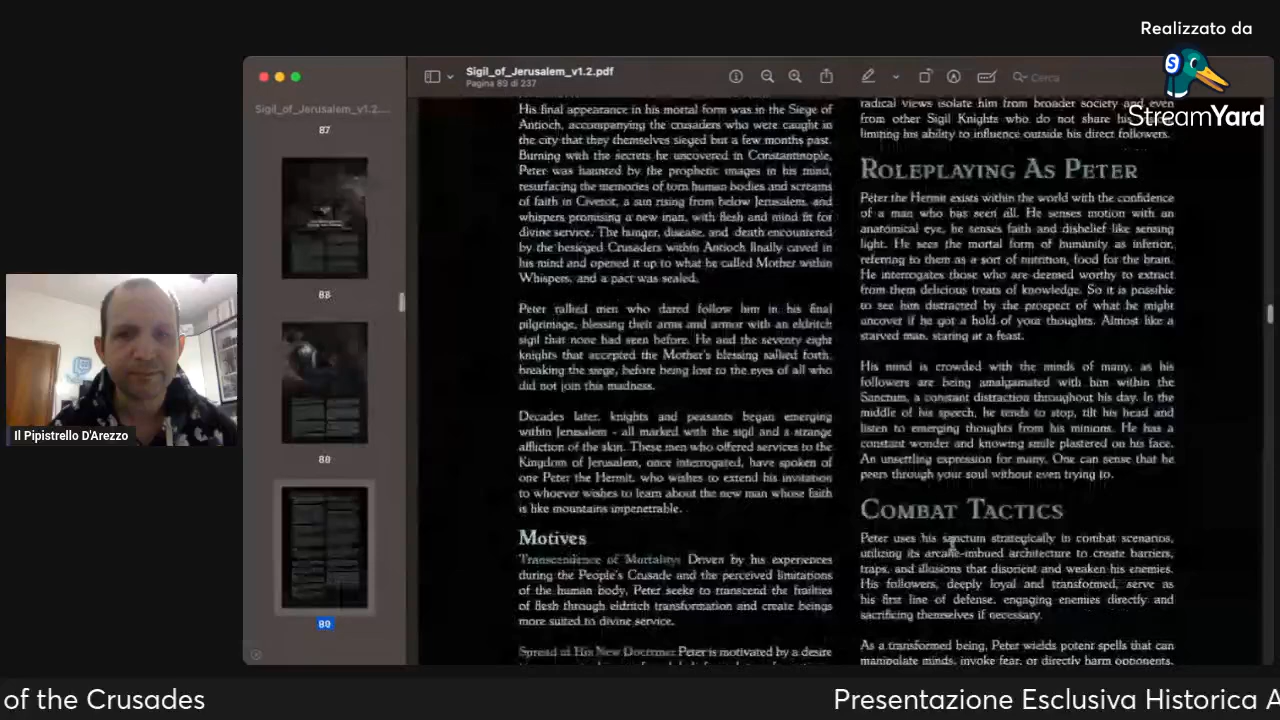 Realizzato da
StreamYard
Sigil_of_Jerusalem_v1.2.pdf
Pagina 89 di 237
Cerca
Sigil_of_Jerusalem_v1.2....
87
88
88
89
Il Pipistrello D'Arezzo
His final appearance in his mortal form was in the Siege of
Antioch, accompanying the crusaders who were caught in
the city that they themselves sieged but a few months past.
Burning with the secrets he uncovered in Constantinople,
Peter was haunted by the prophetic images in his mind,
resurfacing the memories of torn human bodies and screams
of faith in Civetot, a sun rising from below Jerusalem, and
whispers promising a new man, with flesh and mind fit for
divine service. The hunger, disease, and death encountered
by the besieged Crusaders within Antioch finally caved in
his mind and opened it up to what he called Mother within
Whispers, and a pact was sealed.
Peter rallied men who dared follow him in his final
pilgrimage, blessing their arms and armor with an eldritch
sigil that none had seen before. He and the seventy eight
knights that accepted the Mother's blessing sallied forth,
breaking the siege, before being lost to the eyes of all who
did not join this madness.
Decades later, knights and peasants began emerging
within Jerusalem - all marked with the sigil and a strange
affliction of the skin. These men who offered services to the
Kingdom of Jerusalem, once interrogated, have spoken of
one Peter the Hermit, who wishes to extend his invitation
to whoever wishes to learn about the new man whose faith
is like mountains impenetrable.
Motives
Transcendence of Mortality: Driven by his experiences
during the People's Crusade and the perceived limitations
of the human body, Peter seeks to transcend the frailties
of flesh through eldritch transformation and create beings
more suited to divine service.
Spread of His New Doctrine: Peter is motivated by a desire
radical views isolate him from broader society and even
from other Sigil Knights who do not share his
limiting his ability to influence outside his direct followers.
ROLEPLAYING AS PETER
Peter the Hermit exists within the world with the confidence
of a man who has seen all. He senses motion with an
anatomical eye, he senses faith and disbelief like sensing
light. He sees the mortal form of humanity as inferior,
referring to them as a sort of nutrition, food for the brain.
He interrogates those who are deemed worthy to extract
from them delicious treats of knowledge. So it is possible
to see him distracted by the prospect of what he might
uncover if he got a hold of your thoughts. Almost like a
starved man, staring at a feast.
His mind is crowded with the minds of many, as his
followers are being amalgamated with him within the
Sanctum, a constant distraction throughout his day. In the
middle of his speech, he tends to stop, tilt his head and
listen to emerging thoughts from his minions. He has a
constant wonder and knowing smile plastered on his face.
An unsettling expression for many. One can sense that he
peers through your soul without even trying to.
COMBAT TACTICS
Peter uses his sanctum strategically in combat scenarios,
utilizing its arcane-imbued architecture to create barriers,
traps, and illusions that disorient and weaken his enemies.
His followers, deeply loyal and transformed, serve as
his first line of defense, engaging enemies directly and
sacrificing themselves if necessary.
As a transformed being, Peter wields potent spells that can
manipulate minds, invoke fear, or directly harm opponents,
of the Crusades
Presentazione Esclusiva Historica A